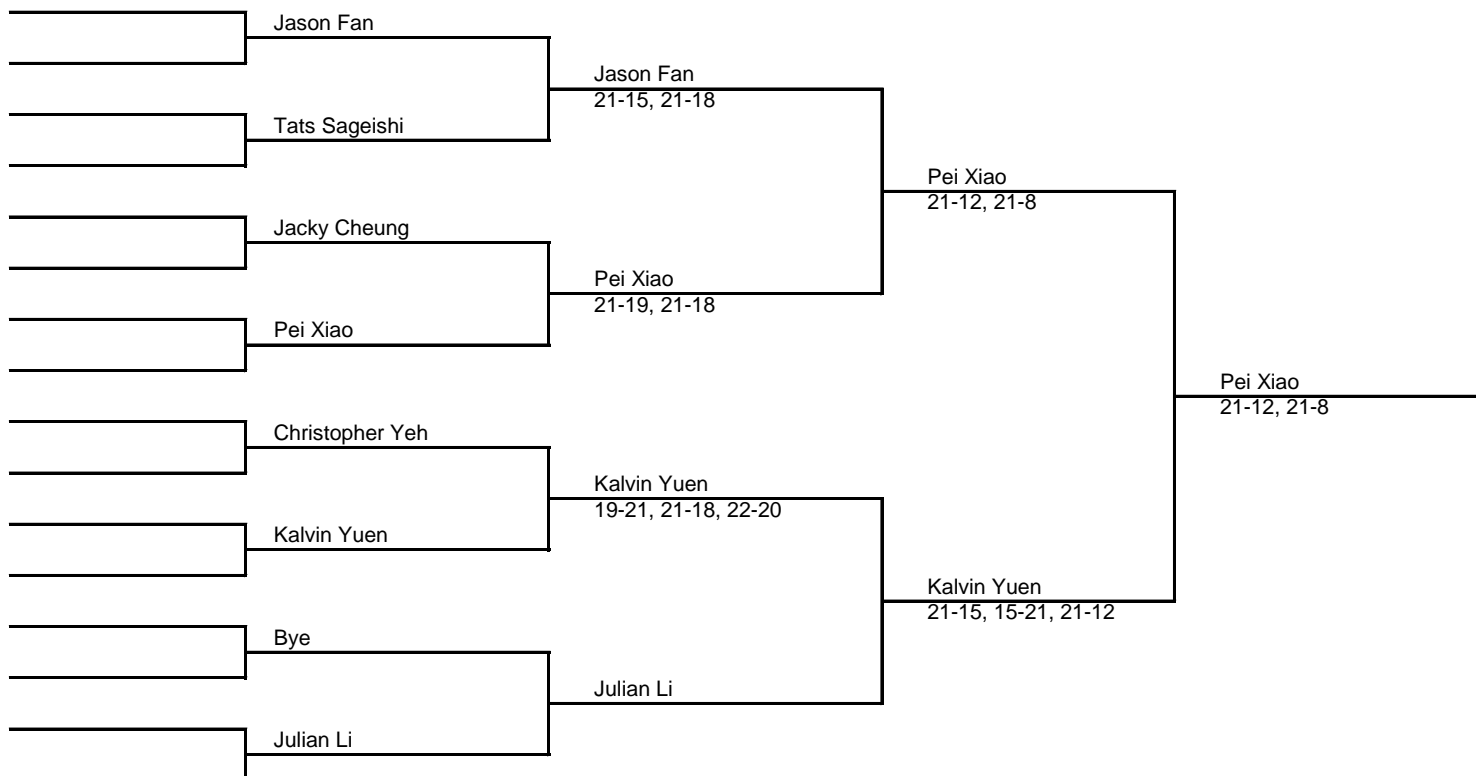 Jason Fan
Jason Fan
21-15, 21-18
Tats Sageishi
Pei Xiao
21-12, 21-8
Jacky Cheung
Pei Xiao
21-19, 21-18
Pei Xiao
Pei Xiao
21-12, 21-8
Christopher Yeh
Kalvin Yuen
19-21, 21-18, 22-20
Kalvin Yuen
Kalvin Yuen
21-15, 15-21, 21-12
Bye
Julian Li
Julian Li